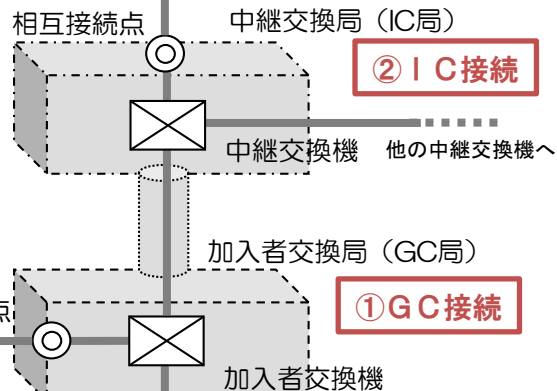 相互接続点
中継交換局（IC局）
②ＩＣ接続
中継交換機
他の中継交換機へ
加入者交換局（GC局）
①ＧＣ接続
点
加入者交換機